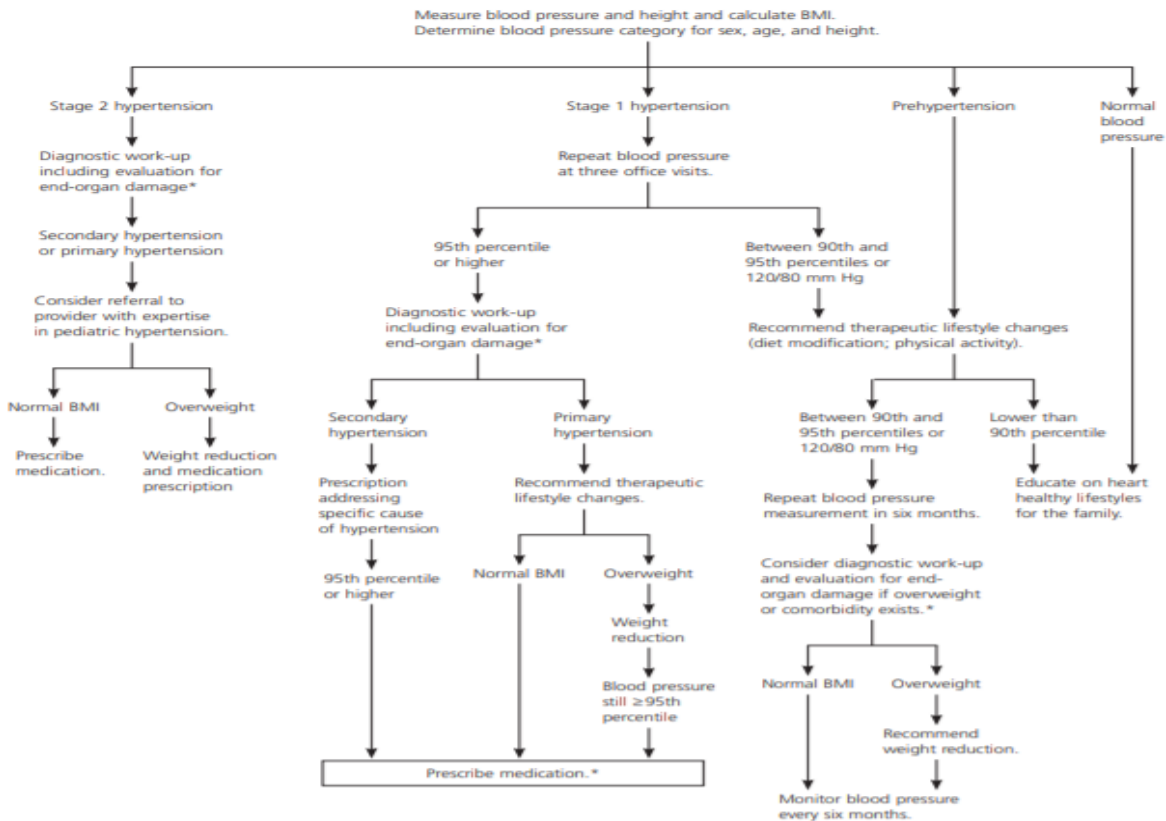 Measure blood pressure and height and calculate BMI.
Determine blood pressure category for sex, age, and height.
Stage 2 hypertension
Diagnostic work-up
including evaluation for
end-organ damage*
Secondary hypertension
or primary hypertension
Consider referral to
provider with expertise
in pediatric hypertension.
Normal BMI
Prescribe
medication.
Overweight
Weight reduction
and medication
prescription
Stage 1 hypertension
Repeat blood pressure
at three office visits.
95th percentile
or higher
Diagnostic work-up
including evaluation for
end-organ damage*
Secondary
hypertension
Prescription
addressing
specific cause
of hypertension
95th percentile
or higher
Primary
hypertension
Recommend therapeutic
lifestyle changes.
Normal BMI
Overweight
Weight
reduction
Blood pressure
still ≥95th
percentile
Prescribe medication.*
Between 90th and
95th percentiles or
120/80 mm Hg
Prehypertension
Recommend therapeutic lifestyle changes
(diet modification; physical activity).
Between 90th and
95th percentiles or
120/80 mm Hg
Repeat blood pressure
measurement in six months.
Consider diagnostic work-up
and evaluation for end-
organ damage if overweight
or comorbidity exists.*
Normal BMI
Overweight
Recommend
weight reduction.
Monitor blood pressure
every six months.
Lower than
90th percentile
Normal
blood
pressure
Educate on heart
healthy lifestyles
for the family.